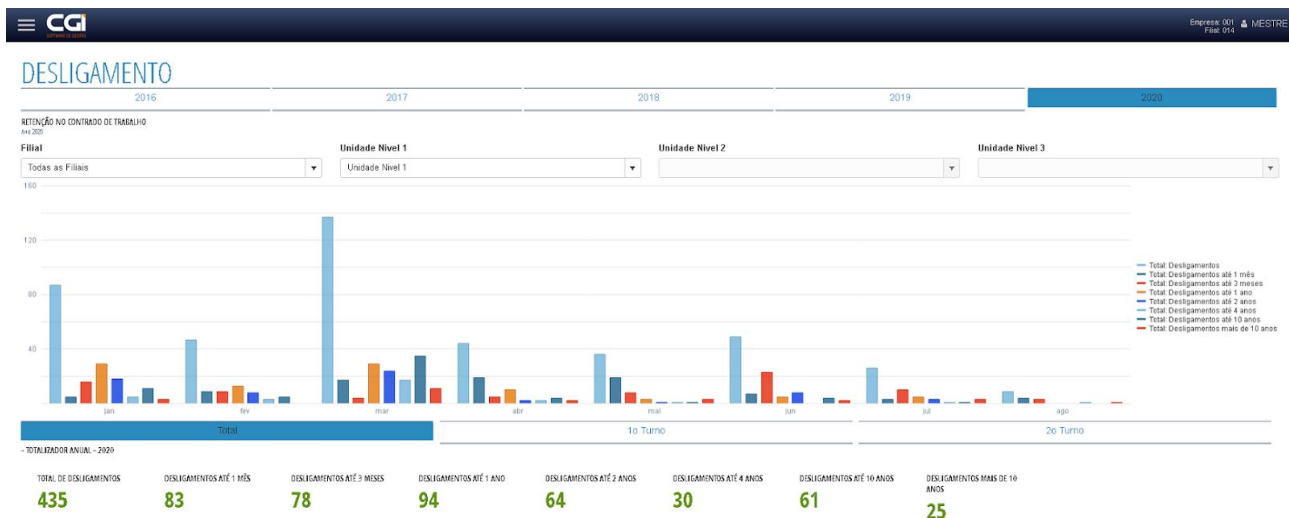 CGI
SOFTWARE DE GESTÃO
Empresa: 001
Filial: 014
MESTRE
DESLIGAMENTO
2016 2017 2018 2019 2020
RETENÇÃO NO CONTRADO DE TRABALHO
Ano 2020
Filial Unidade Nivel 1 Unidade Nivel 2 Unidade Nivel 3
Todas as Filiais Unidade Nivel 1
160
120
80
40
jan fev mar abr mai jun jul ago
Total: Desligamentos
Total: Desligamentos até 1 mês
Total: Desligamentos até 3 meses
Total: Desligamentos até 1 ano
Total: Desligamentos até 2 anos
Total: Desligamentos até 4 anos
Total: Desligamentos até 10 anos
Total: Desligamentos mais de 10 anos
Total 1o Turno 2o Turno
- TOTALIZADOR ANUAL - 2020
TOTAL DE DESLIGAMENTOS
435
DESLIGAMENTOS ATÉ 1 MÊS
83
DESLIGAMENTOS ATÉ 3 MESES
78
DESLIGAMENTOS ATÉ 1 ANO
94
DESLIGAMENTOS ATÉ 2 ANOS
64
DESLIGAMENTOS ATÉ 4 ANOS
30
DESLIGAMENTOS ATÉ 10 ANOS
61
DESLIGAMENTOS MAIS DE 10
ANOS
25